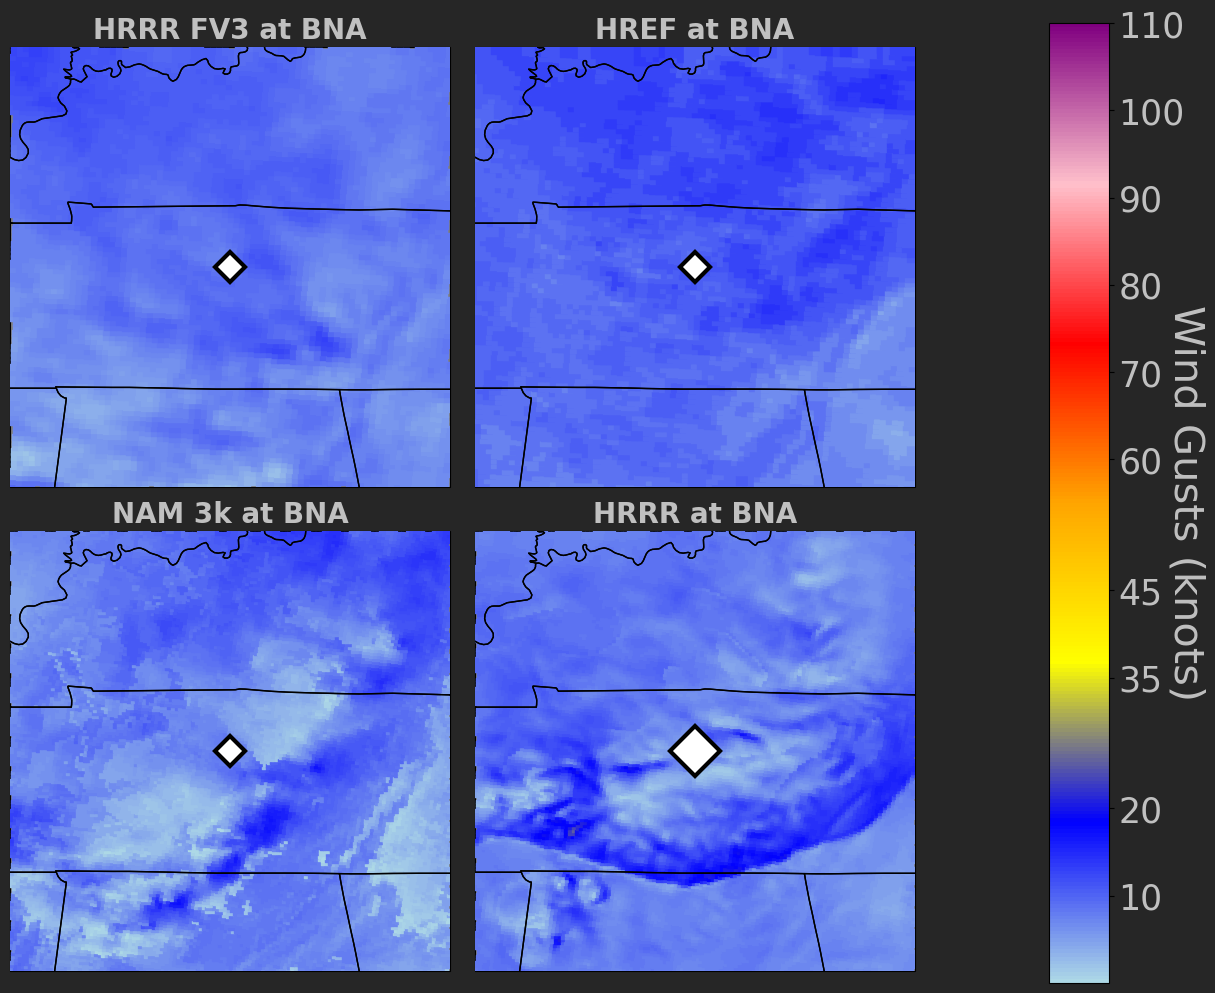 HRRR FV3 at BNA
HREF at BNA
NAM 3k at BNA
HRRR at BNA
110
100
90
80
70
60
45
35
20
10
Wind Gusts (knots)